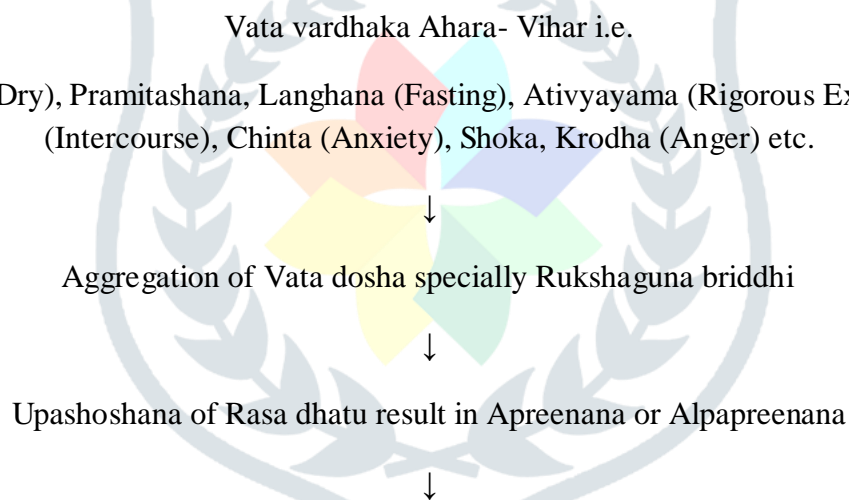 Vata vardhaka Ahara- Vihar i.e.
Dry), Pramitashana, Langhana (Fasting), Ativyayama (Rigorous Ex
(Intercourse), Chinta (Anxiety), Shoka, Krodha (Anger) etc.
↓
Aggregation of Vata dosha specially Rukshaguna briddhi
↓
Upashoshana of Rasa dhatu result in Apreenana or Alpapreenana
↓